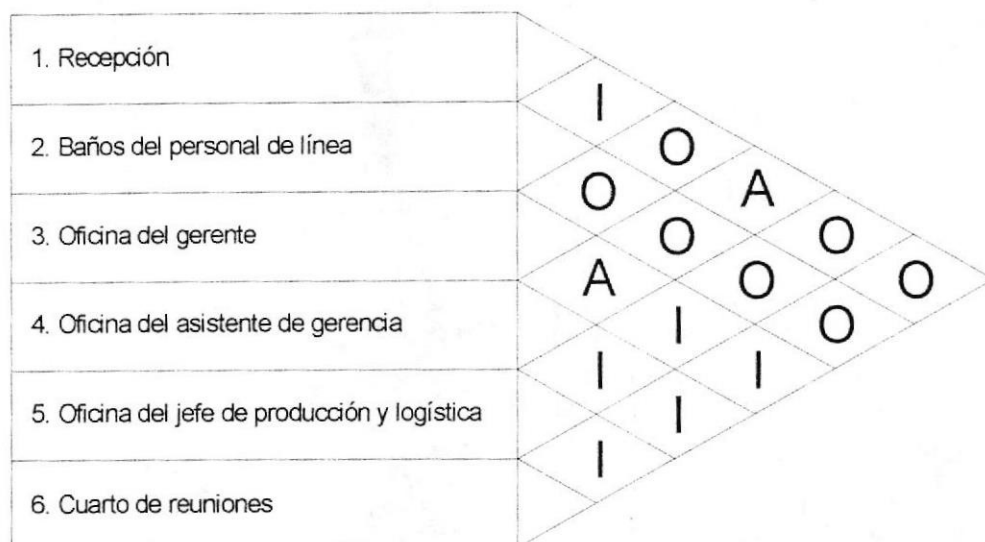 1. Recepción
I
O
2. Baños del personal de línea
O
A
3. Oficina del gerente
O
O
A
O
O
4. Oficina del asistente de gerencia
I
O
I
I
5. Oficina del jefe de producción y logística
I
I
6. Cuarto de reuniones